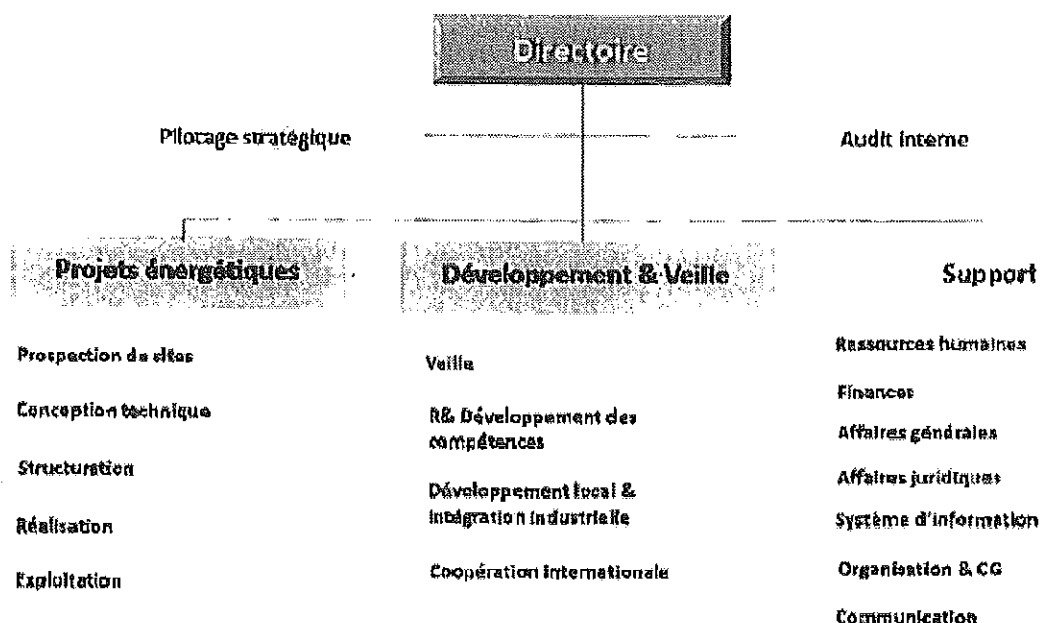 Directoire
Pilotage stratégique
Audit interne
Projets énergétiques
Développement & Veille
Support
Prospection de sites
Conception technique
Structuration
Réalisation
Exploitation
Veille
R& Développement des
compétences
Développement local &
intégration industrielle
Coopération internationale
Ressources humaines
Finances
Affaires générales
Affaires juridiques
Système d'information
Organisation & CG
Communication